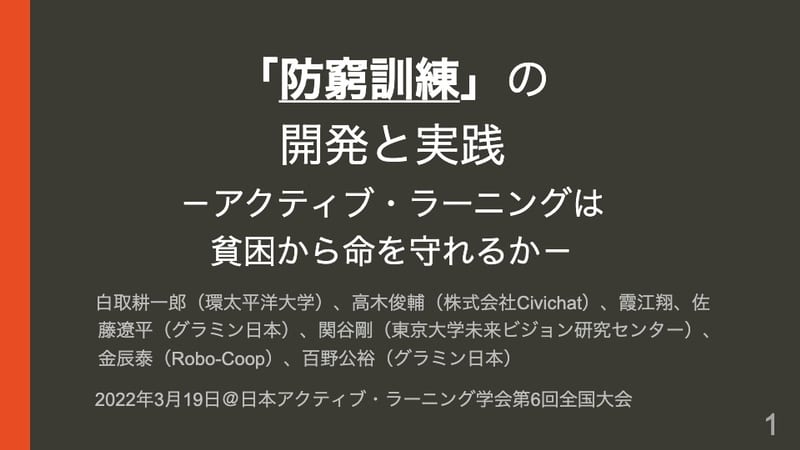 「防窮訓練」の
開発と実践
－アクティブ・ラーニングは
貧困から命を守れるか－
白取耕一郎（環太平洋大学）、高木俊輔（株式会社Civichat）、霞江翔、佐
藤遼平（グラミン日本）、関谷剛（東京大学未来ビジョン研究センター）、
金辰泰（Robo-Coop）、百野公裕（グラミン日本）
2022年3月19日＠日本アクティブ・ラーニング学会第6回全国大会
1